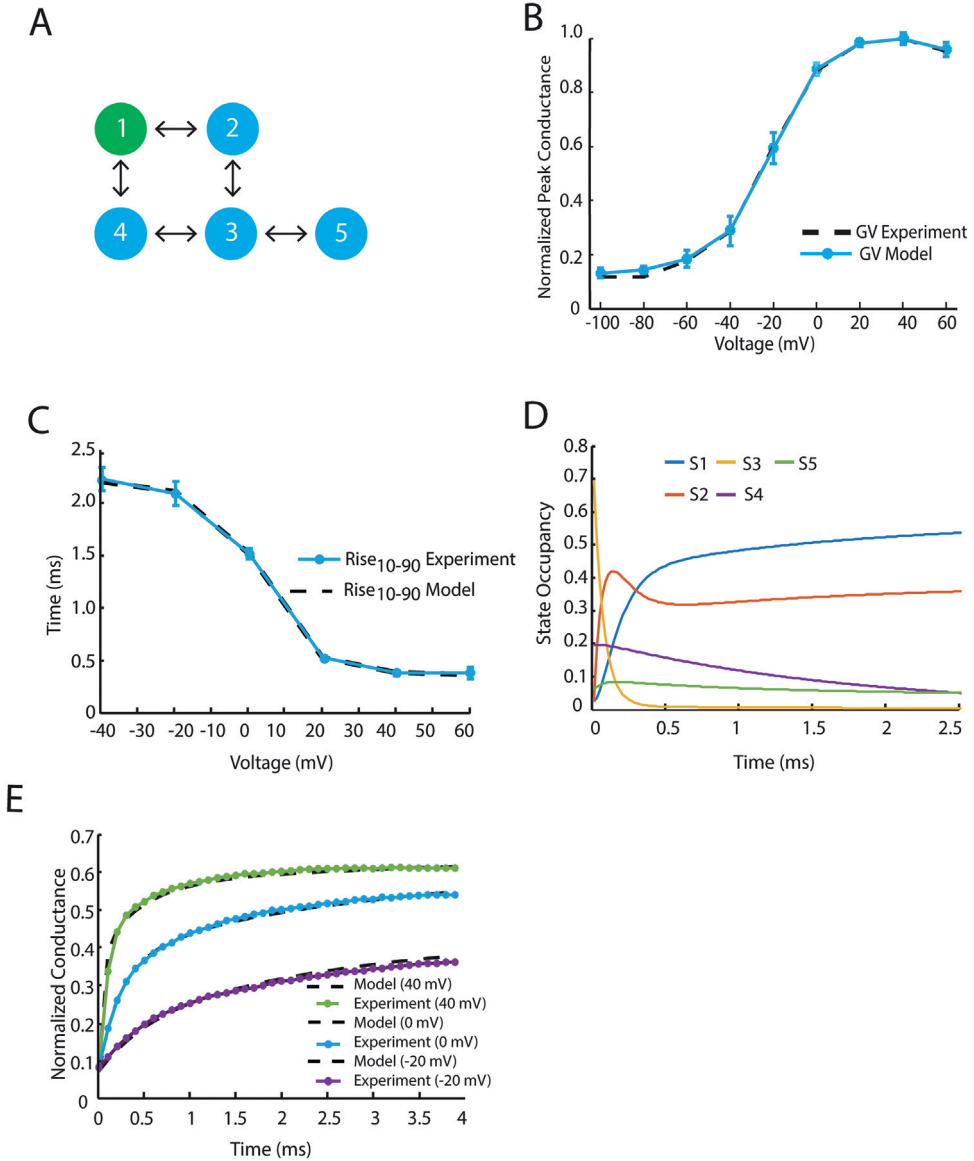 A
1
2
4
3
5
B
Normalized Peak Conductance
1.0
0.8
0.6
0.4
0.2
0
GV Experiment
GV Model
-100 -80 -60 -40 -20 0 20 40 60
Voltage (mV)
C
Time (ms)
2.5
2.0
1.5
1.0
0.5
0
Rise10-90 Experiment
Rise10-90 Model
-40 -20 -10 0 10 20 30 40 50 60
Voltage (mV)
D
State Occupancy
0.8
0.7
0.6
0.5
0.4
0.3
0.2
0.1
0
S1 S3 S5
S2 S4
0 0.5 1 1.5 2 2.5
Time (ms)
E
Normalized Conductance
0.7
0.6
0.5
0.4
0.3
0.2
0.1
0
Model (40 mV)
Experiment (40 mV)
Model (0 mV)
Experiment (0 mV)
Model (-20 mV)
Experiment (-20 mV)
0 0.5 1 1.5 2 2.5 3 3.5 4
Time (ms)